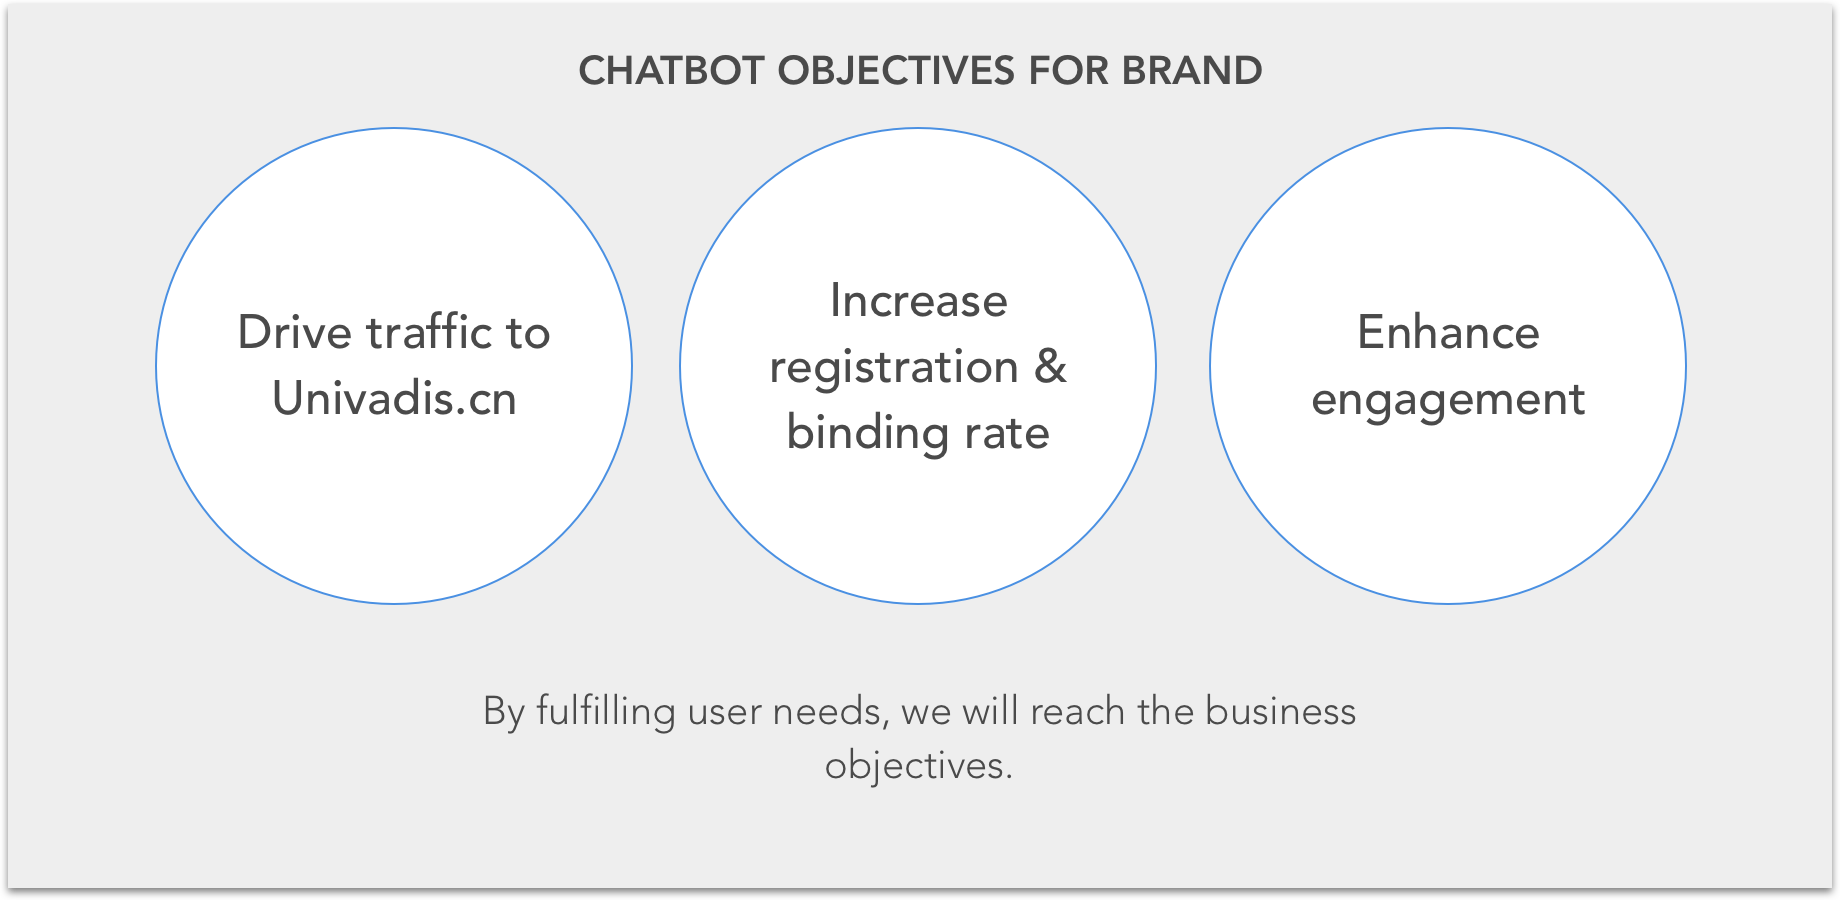 CHATBOT OBJECTIVES FOR BRAND
Drive traffic to
Univadis.cn
Increase
registration &
binding rate
Enhance
engagement
By fulfilling user needs, we will reach the business
objectives.